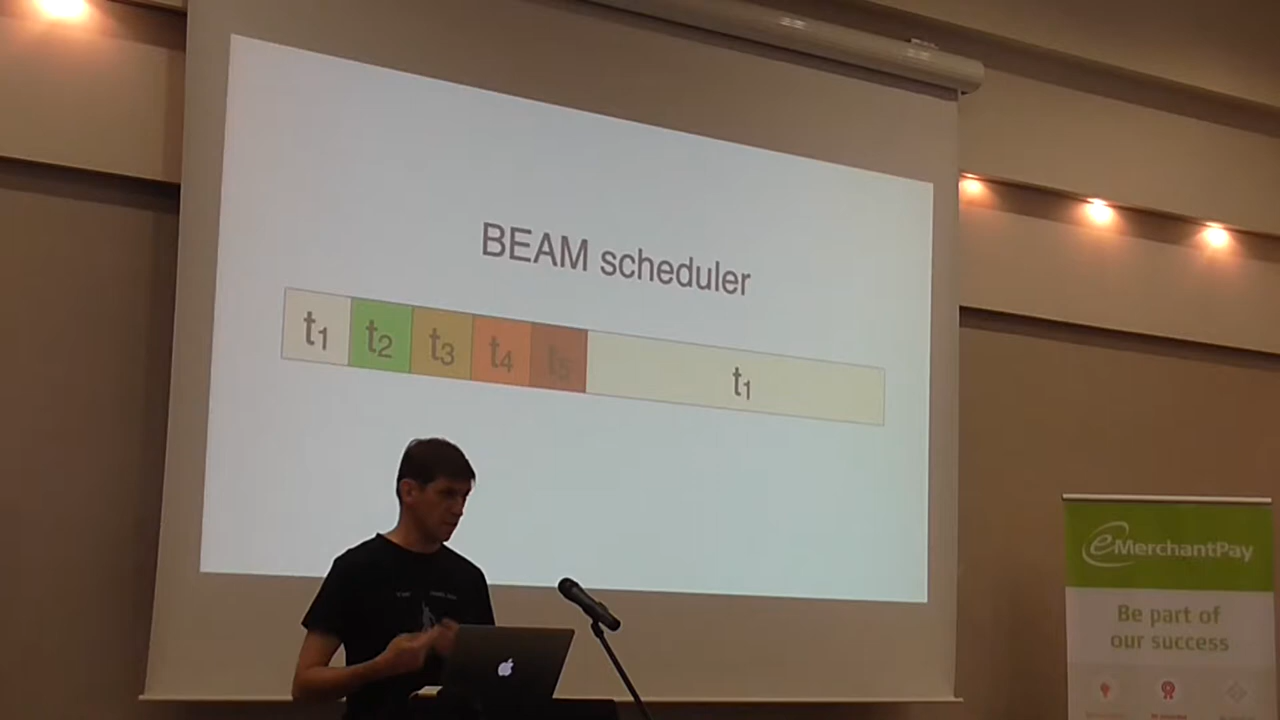 BEAM scheduler
t1 t2 t3 t4 t5 t1
eMerchantPay
Be part of
our success